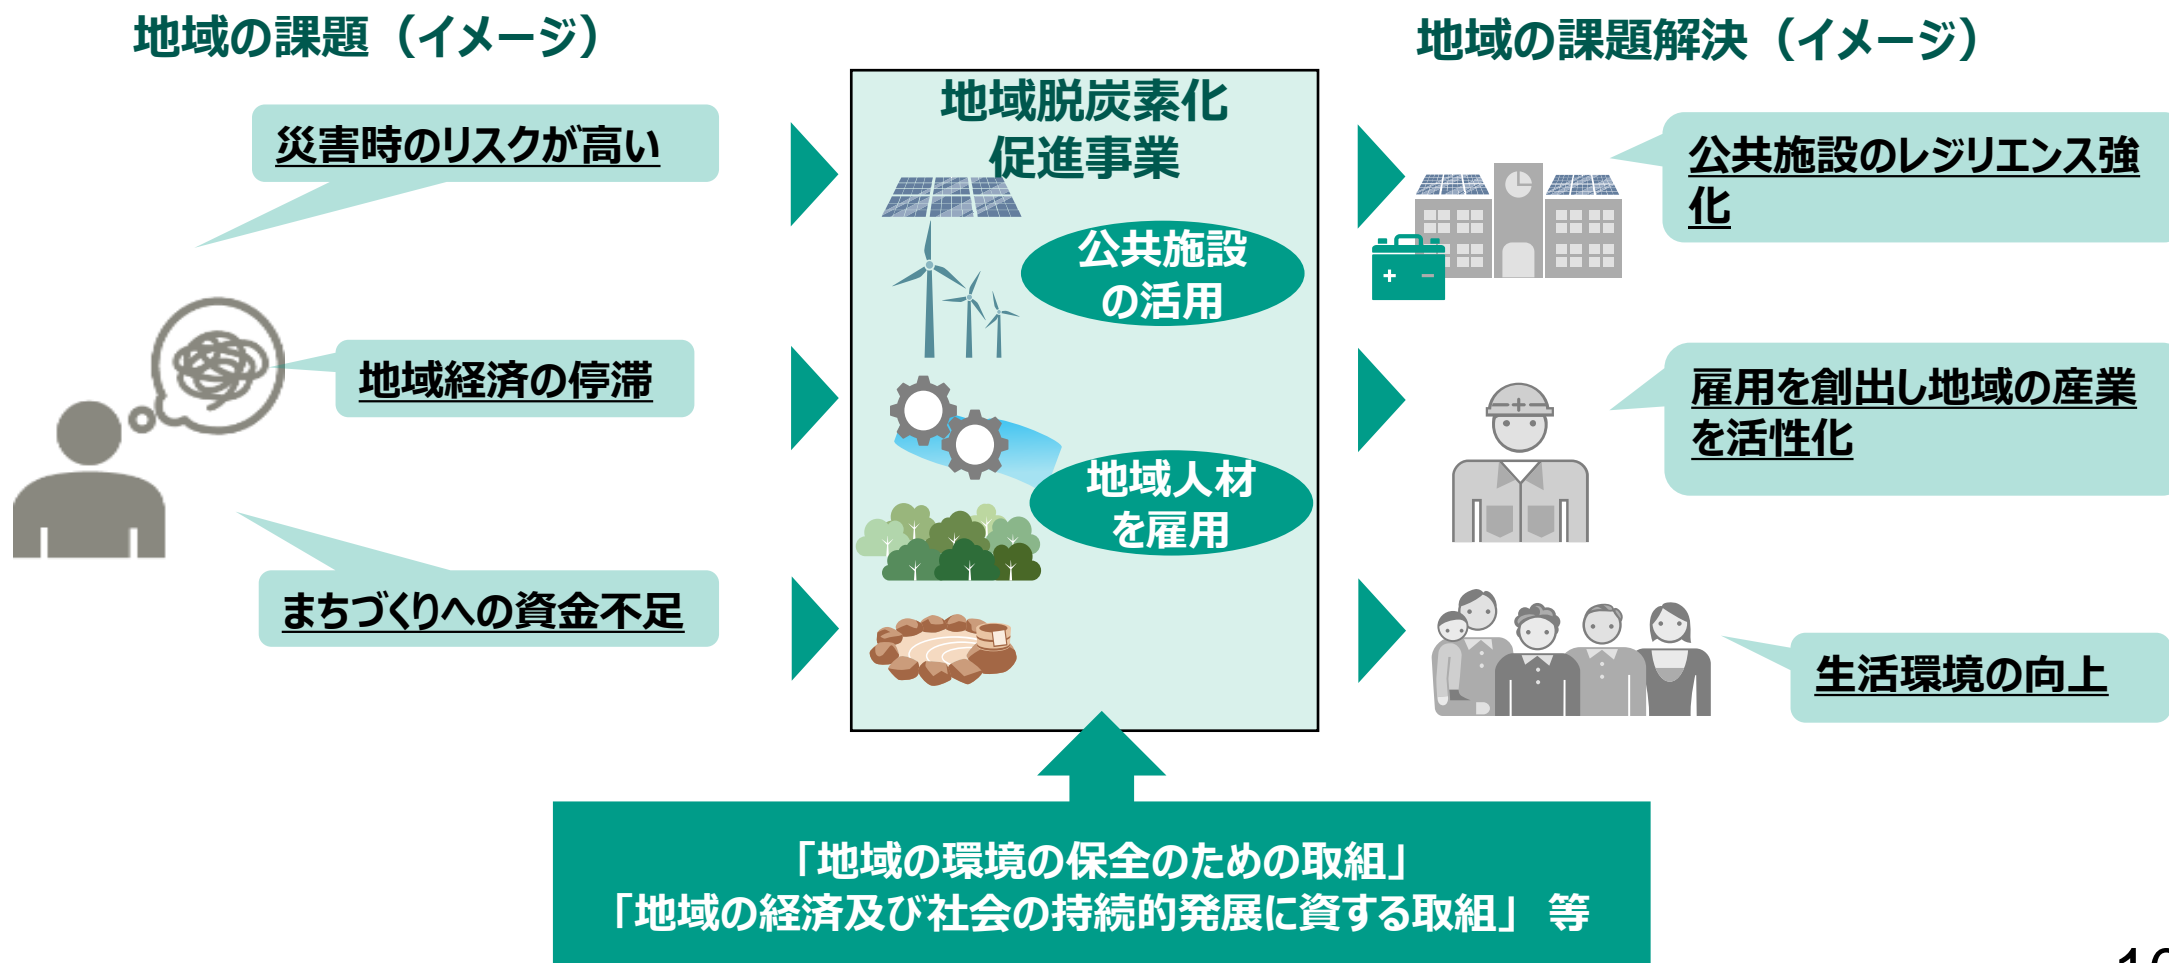 地域の課題（イメージ）
災害時のリスクが高い
地域経済の停滞
まちづくりへの資金不足
地域脱炭素化
促進事業
公共施設
の活用
地域人材
を雇用
地域の課題解決（イメージ）
公共施設のレジリエンス強
化
雇用を創出し地域の産業
を活性化
生活環境の向上
「地域の環境の保全のための取組」
「地域の経済及び社会の持続的発展に資する取組」 等